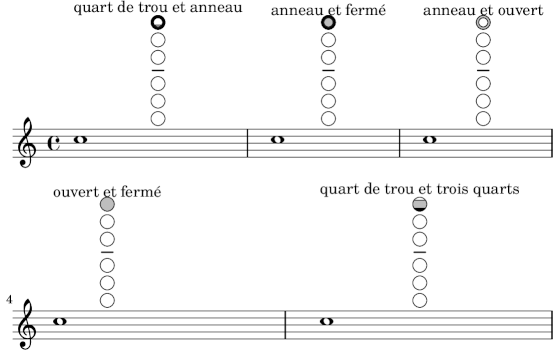 quart de trou et anneau
anneau et fermé
anneau et ouvert
ouvert et fermé
quart de trou et trois quarts
4